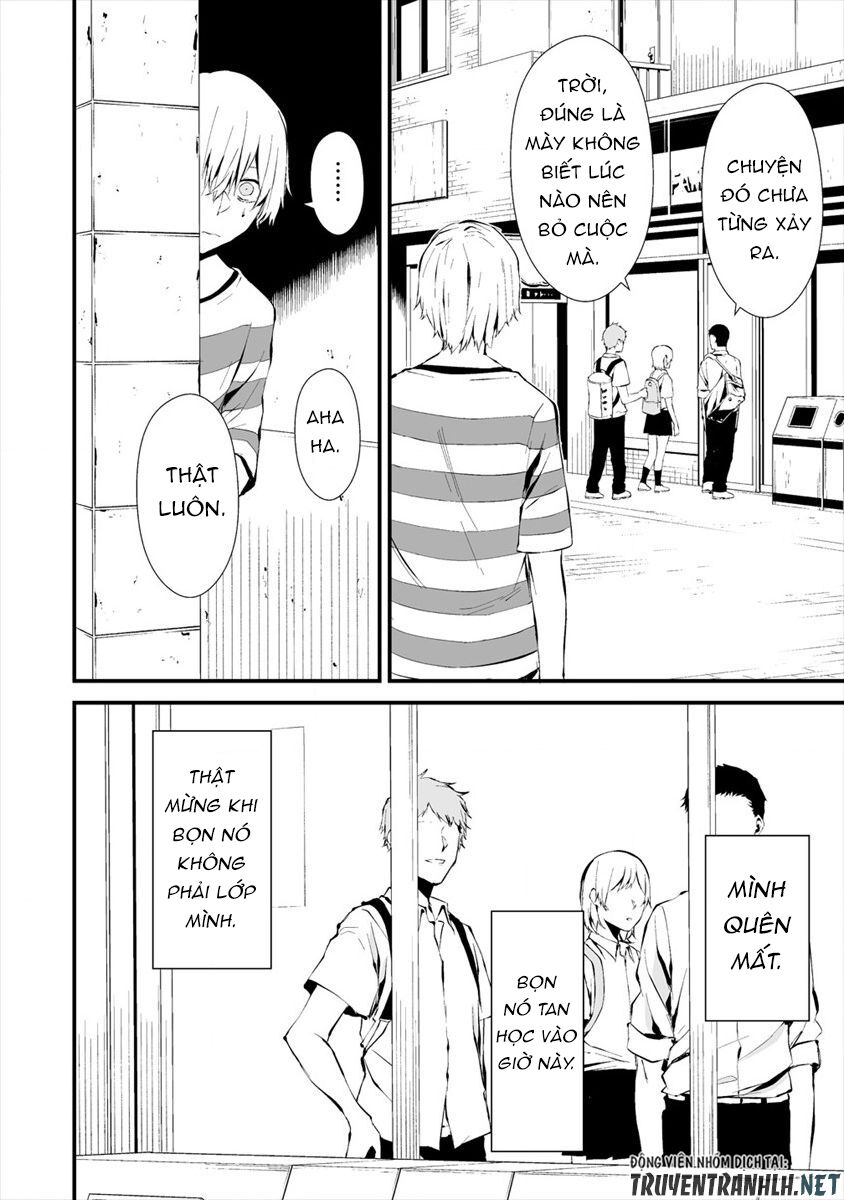 CHUYỆN
ĐÓ CHƯA
TỪNG XẢY
RA.
TRỜI,
ĐÚNG LÀ
MÀY KHÔNG
BIẾT LÚC
NÀO NÊN
BỎ CUỘC
MÀ.
......
AHA
HA.
THẬT
LUÔN.
MÌNH
QUÊN
MẤT.
BỌN
NÓ TAN
HỌC VÀO
GIỜ NÀY.
THẬT
MỪNG KHI
BỌN NÓ
KHÔNG
PHẢI LỚP
MÌNH.
ĐỘNG VIÊN NHÓM DỊCH TẠI:
TRUYENTRANHLH.NET